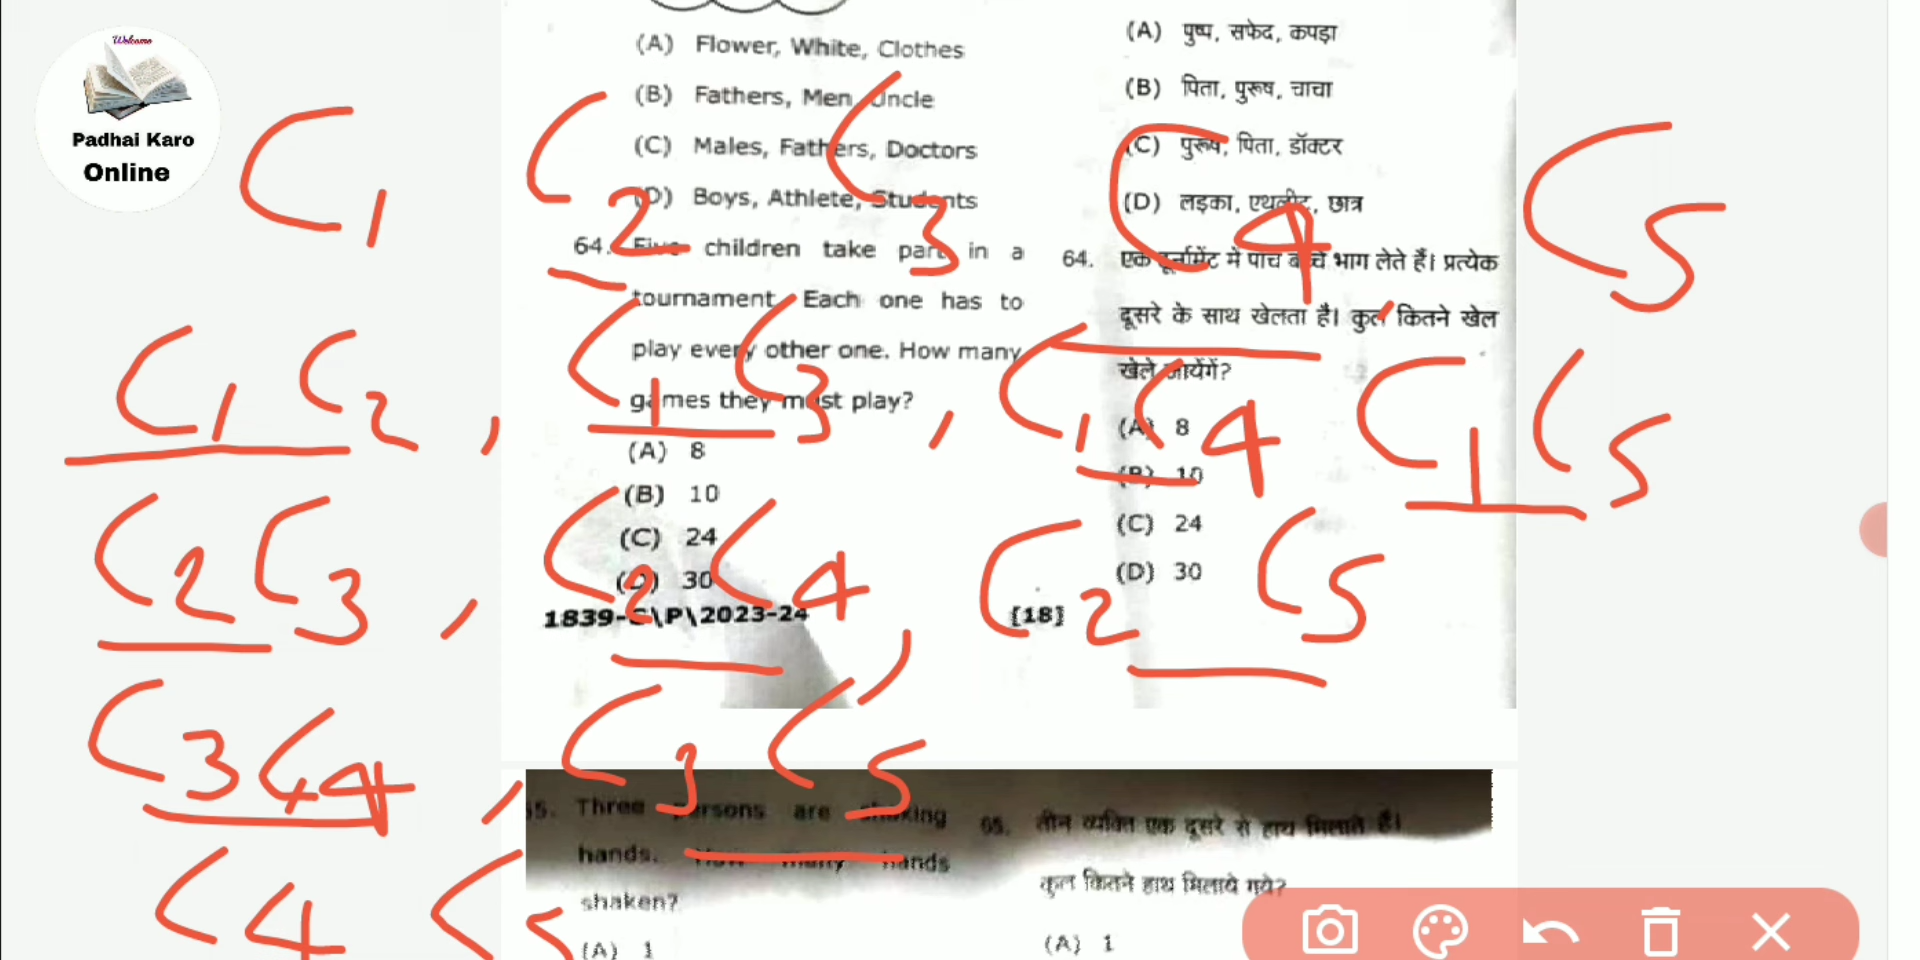 Welcome
Padhai Karo
Online
(A) Flower, White, Clothes
(B) Fathers, Men, Uncle
(C) Males, Fathers, Doctors
(D) Boys, Athlete, Students
64. Five children take part in a
tournament. Each one has to
play every other one. How many
games they must play?
(A) 8
(B) 10
(C) 24
(D) 30
1839-C\P\2023-24
[18]
(A) पुष्प, सफेद, कपड़ा
(B) पिता, पुरूष, चाचा
(C) पुरूष, पिता, डॉक्टर
(D) लड़का, एथलीट, छात्र
64. एक टूर्नामेंट में पांच बच्चे भाग लेते हैं। प्रत्येक
दूसरे के साथ खेलता है। कुल कितने खेल
खेले जायेंगें?
(A) 8
(B) 10
(C) 24
(D) 30
65. Three persons are shaking
hands. How many hands
shaken?
(A) 1
65. तीन व्यक्ति एक दूसरे से हाथ मिलाते हैं।
कुल कितने हाथ मिलाये गये?
(A) 1
C1 C2 C3 C4 C5
C1C2, C1C3, C1C4, C1C5
C2C3, C2C4, C2C5
C3C4, C3C5
C4C5